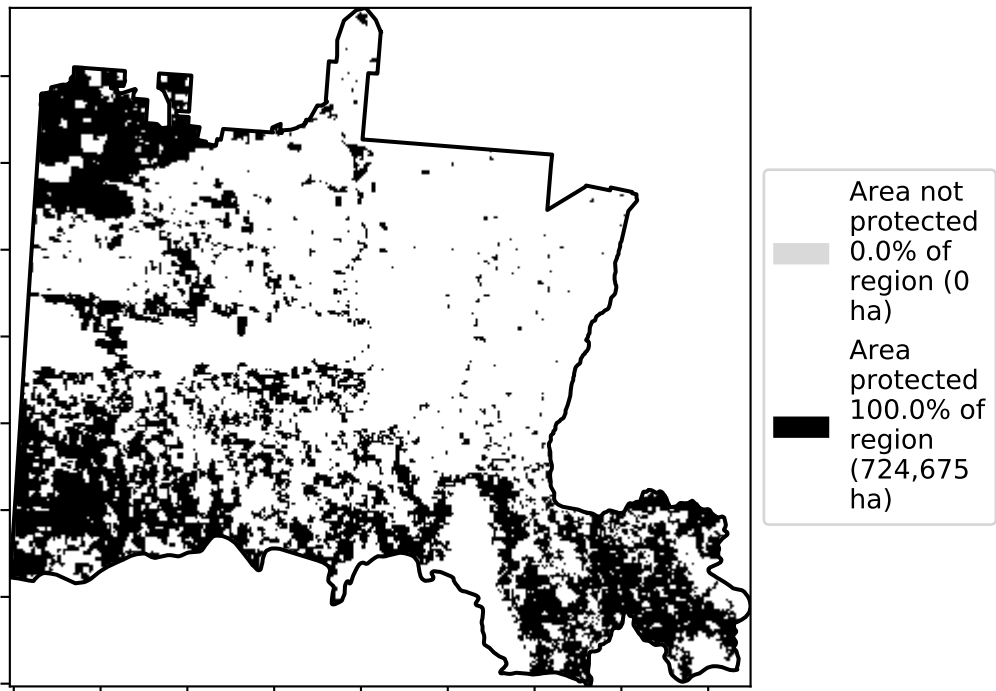 Area not
protected
0.0% of
region (0
ha)
Area
protected
100.0% of
region
(724,675
ha)